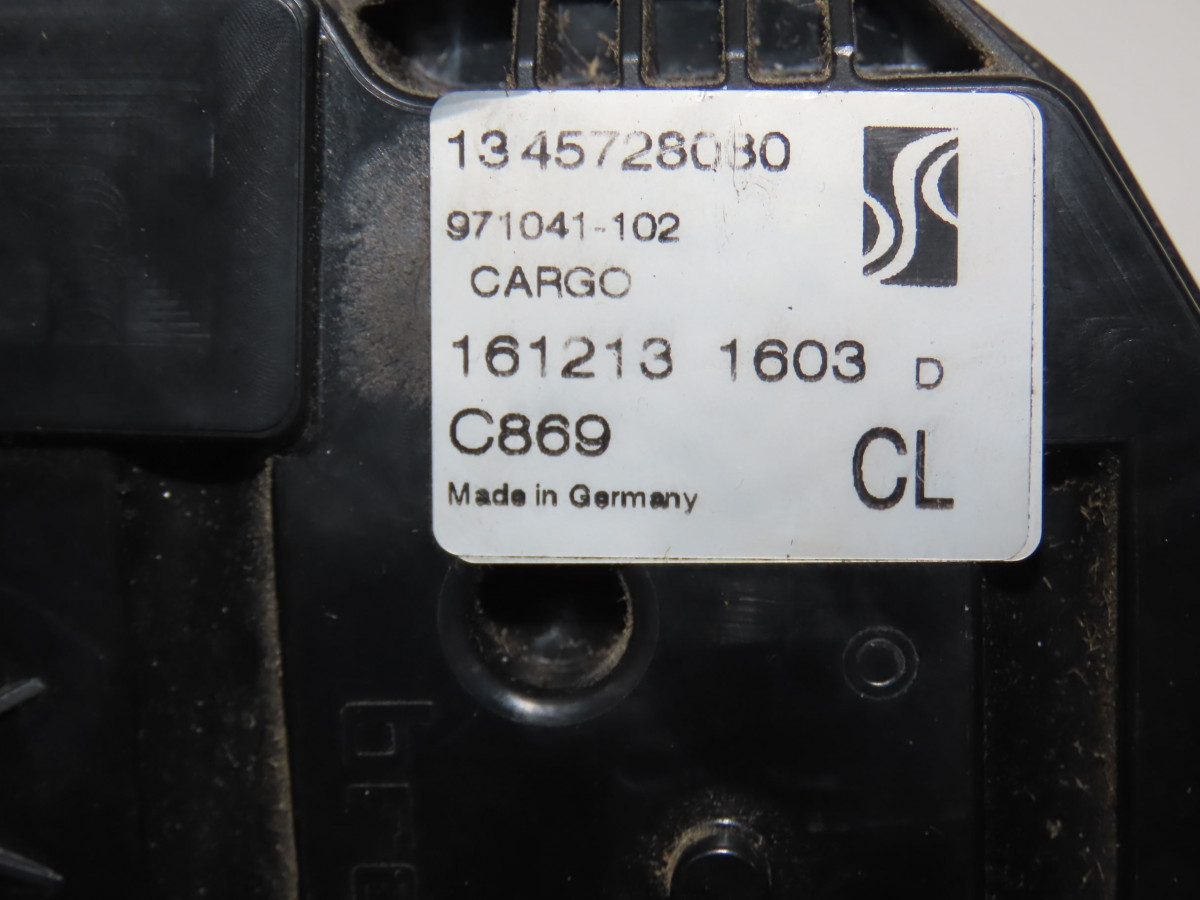 1345728080
971041-102
CARGO
161213 1603 D
C869 CL
Made in Germany